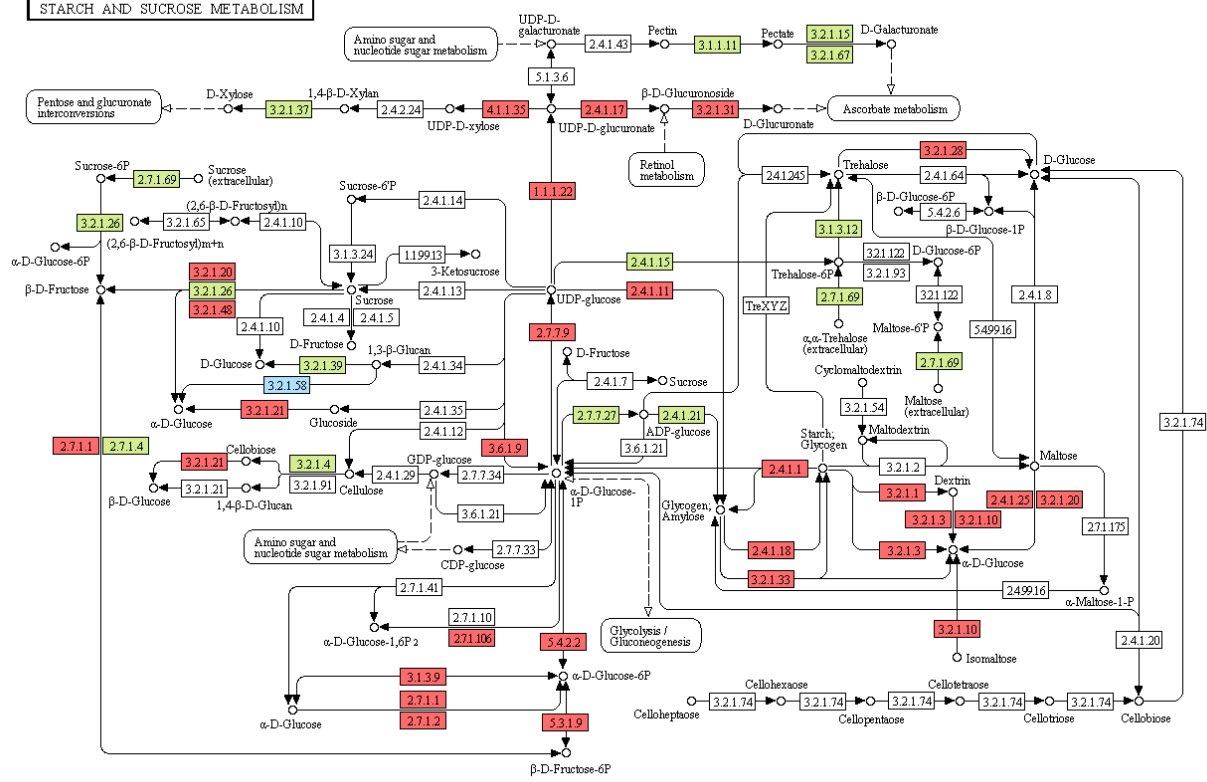 STARCH AND SUCROSE METABOLISM
Amino sugar and
nucleotide sugar metabolism
UDP-D-
galacturonate
2.4.1.43
Pectin
3.1.1.11
Pectate
3.2.1.15
3.2.1.67
D-Galacturonate
5.1.3.6
Pentose and glucuronate
interconversions
D-Xylose
3.2.1.37
1,4-β-D-Xylan
2.4.2.24
UDP-D-xylose
4.1.1.35
2.4.1.17
UDP-D-glucuronate
β-D-Glucuronoside
3.2.1.31
D-Glucuronate
Ascorbate metabolism
Retinol
metabolism
1.1.1.22
Sucrose-6P
2.7.1.69
Sucrose
(extracellular)
3.2.1.26
(2,6-β-D-Fructosyl)n
3.2.1.65
2.4.1.10
(2,6-β-D-Fructosyl)m+n
α-D-Glucose-6P
Sucrose-6'P
2.4.1.14
3.1.3.24
1.1.99.13
3-Ketosucrose
2.4.1.245
Trehalose
3.2.1.28
2.4.1.64
D-Glucose
β-D-Glucose-6P
5.4.2.6
β-D-Glucose-1P
3.1.3.12
3.2.1.122
3.2.1.93
D-Glucose-6P
2.4.1.15
Trehalose-6P
β-D-Fructose
3.2.1.20
3.2.1.26
3.2.1.48
Sucrose
2.4.1.13
UDP-glucose
2.4.1.11
2.7.1.69
3.2.1.122
2.4.1.8
TreXYZ
2.4.1.10
2.4.1.4
2.4.1.5
D-Fructose
2.7.7.9
α,α-Trehalose
(extracellular)
Maltose-6'P
5.4.99.16
D-Glucose
3.2.1.39
1,3-β-Glucan
2.4.1.34
D-Fructose
2.4.1.7
Sucrose
2.7.1.69
Maltose
(extracellular)
3.2.1.58
Cyclomaltodextrin
3.2.1.54
α-D-Glucose
3.2.1.21
Glucoside
2.4.1.35
2.4.1.12
2.7.7.27
ADP-glucose
2.4.1.21
3.6.1.21
Maltodextrin
3.2.1.74
2.7.1.1
2.7.1.4
Cellobiose
3.2.1.21
3.2.1.4
3.2.1.91
3.2.1.21
β-D-Glucose
1,4-β-D-Glucan
Cellulose
2.4.1.29
GDP-glucose
2.7.7.34
3.6.1.9
α-D-Glucose-
1P
Starch;
Glycogen
2.4.1.1
3.2.1.2
Maltose
3.6.1.21
Glycogen;
Amylose
3.2.1.1
Dextrin
2.4.1.25
3.2.1.20
3.2.1.3
3.2.1.10
2.7.1.175
Amino sugar and
nucleotide sugar metabolism
CDP-glucose
2.7.7.33
2.4.1.18
3.2.1.3
α-D-Glucose
3.2.1.33
2.4.99.16
α-Maltose-1-P
2.7.1.41
2.7.1.10
2.7.1.106
α-D-Glucose-1,6P2
Glycolysis /
Gluconeogenesis
3.2.1.10
Isomaltose
2.4.1.20
5.4.2.2
3.1.3.9
α-D-Glucose-6P
2.7.1.1
2.7.1.2
α-D-Glucose
5.3.1.9
β-D-Fructose-6P
Celloheptaose
3.2.1.74
Cellohexaose
3.2.1.74
Cellopentaose
3.2.1.74
Cellotetraose
3.2.1.74
Cellotriose
3.2.1.74
Cellobiose